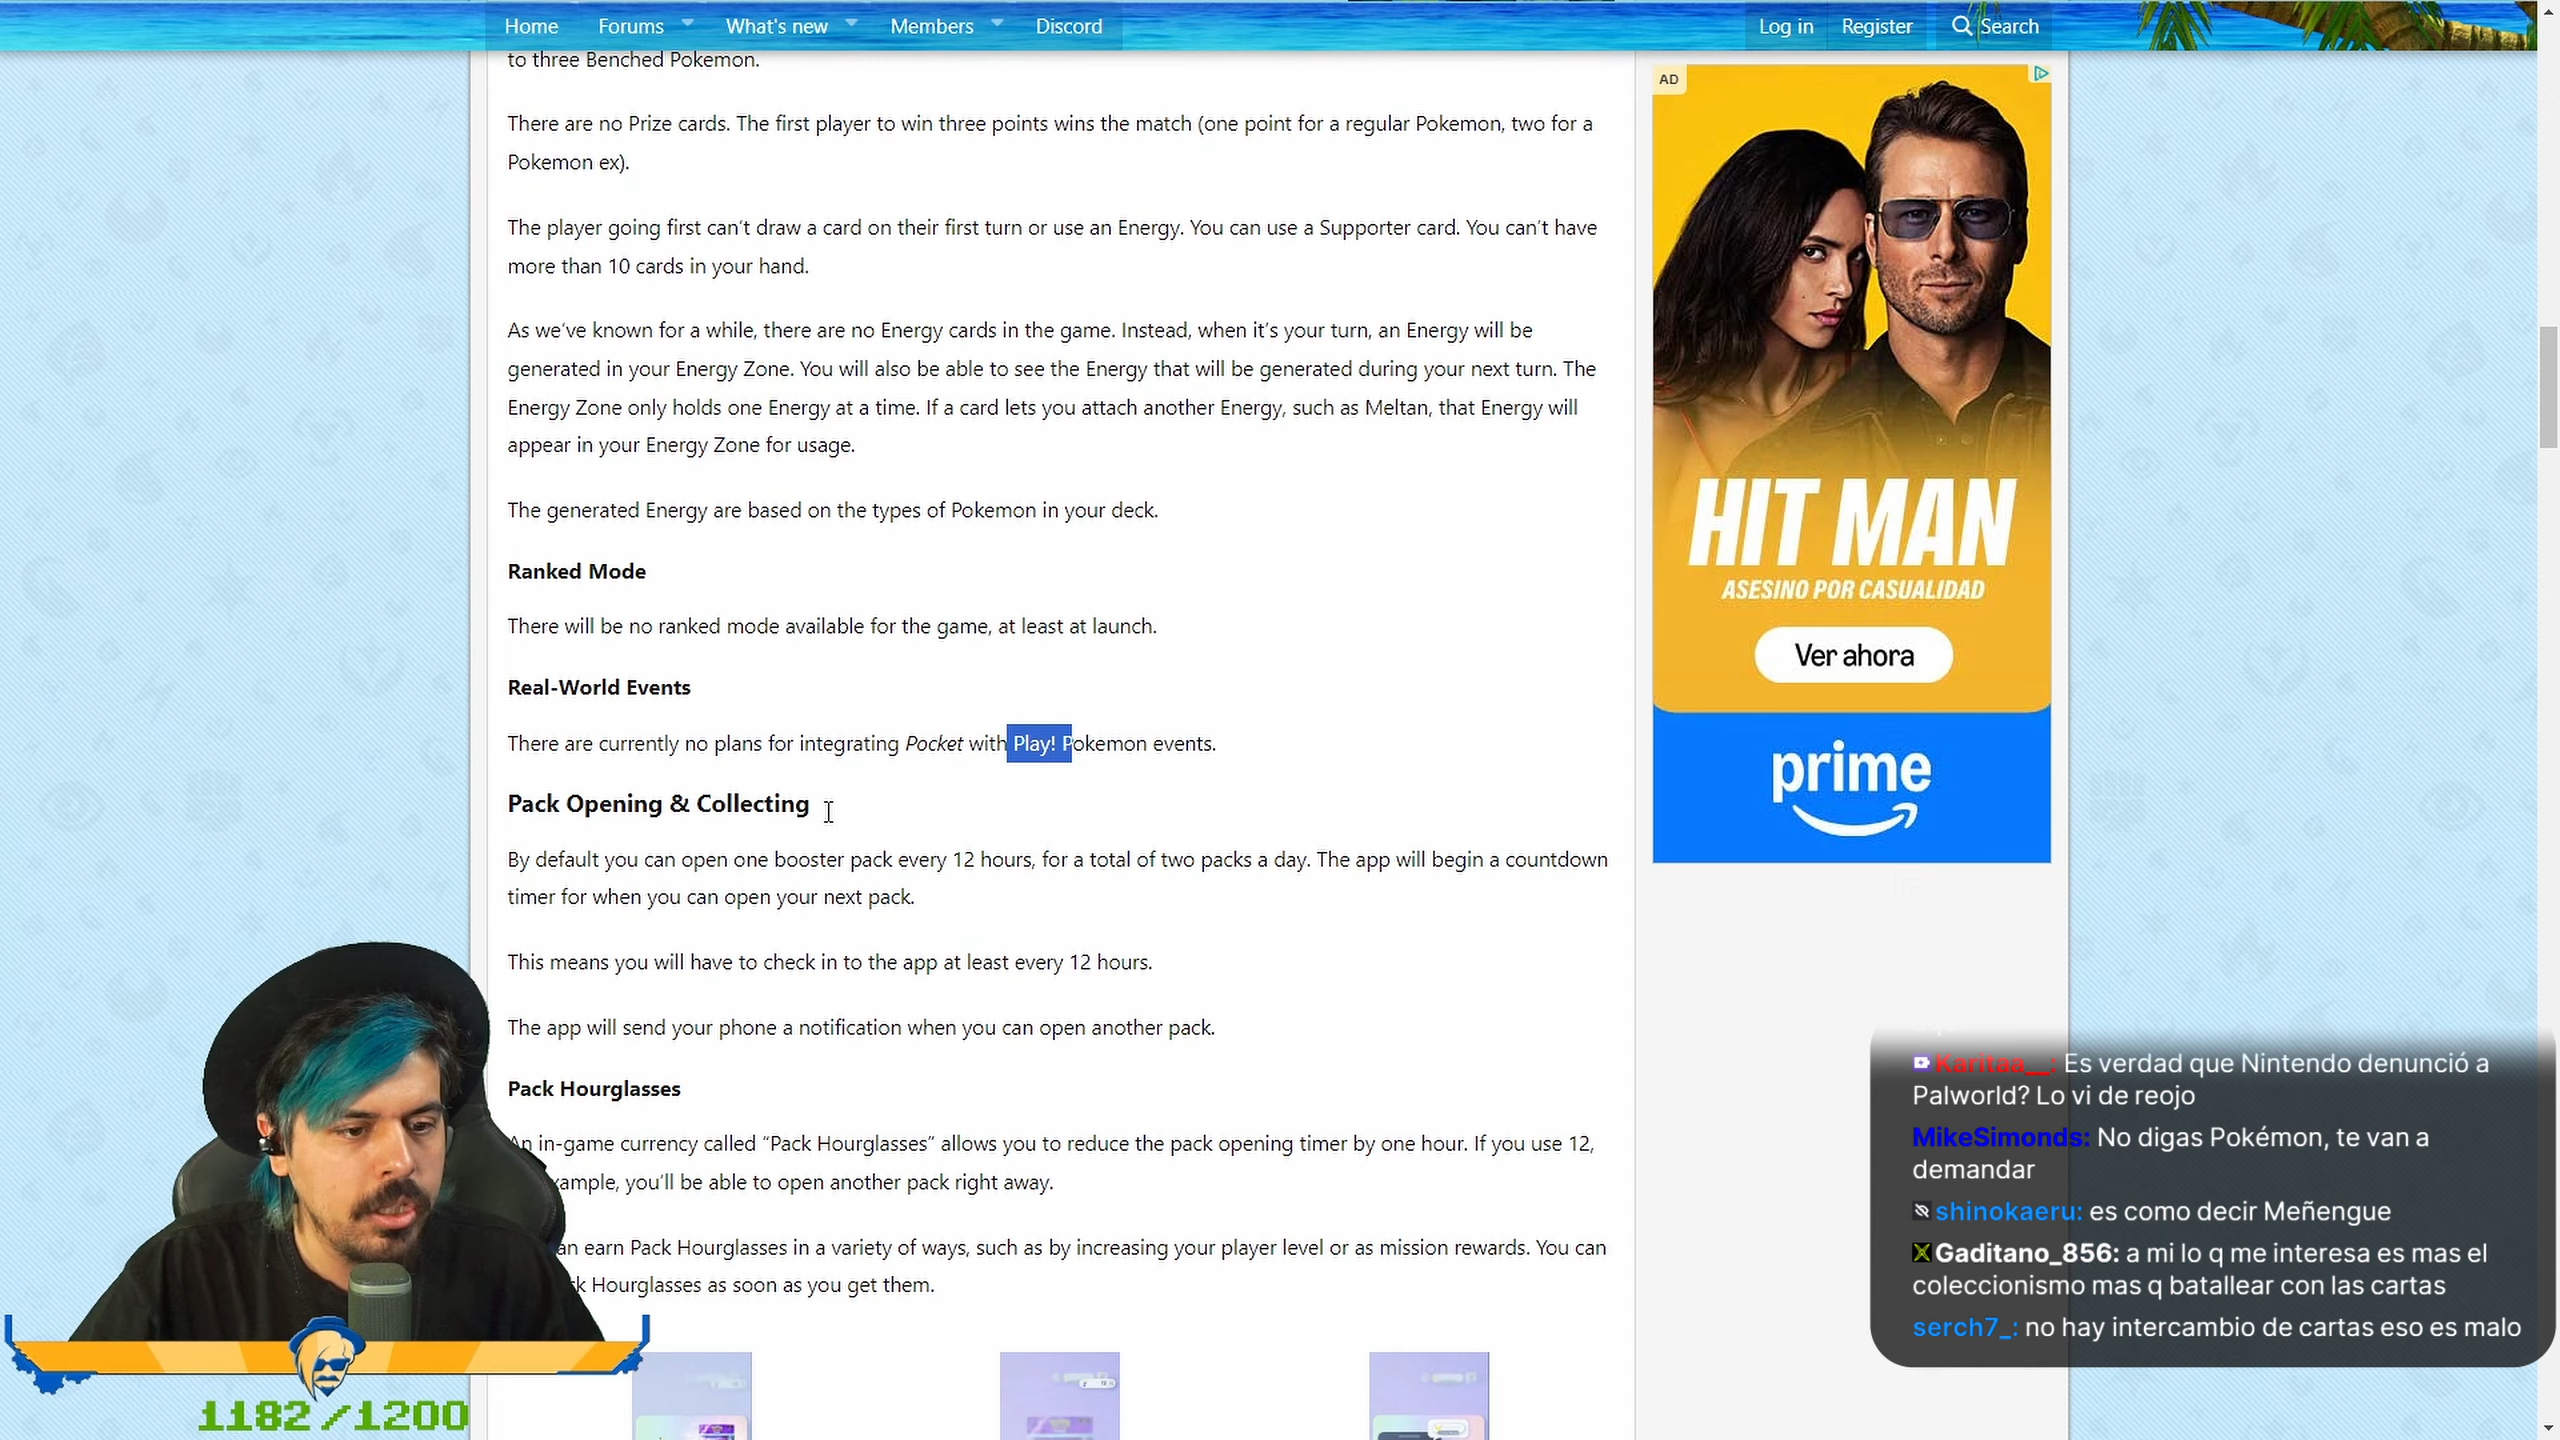 Home
Forums
What's new
Members
Discord
Log in
Register
Search
to three Benched Pokemon.
There are no Prize cards. The first player to win three points wins the match (one point for a regular Pokemon, two for a
Pokemon ex).
The player going first can't draw a card on their first turn or use an Energy. You can use a Supporter card. You can't have
more than 10 cards in your hand.
As we've known for a while, there are no Energy cards in the game. Instead, when it's your turn, an Energy will be
generated in your Energy Zone. You will also be able to see the Energy that will be generated during your next turn. The
Energy Zone only holds one Energy at a time. If a card lets you attach another Energy, such as Meltan, that Energy will
appear in your Energy Zone for usage.
The generated Energy are based on the types of Pokemon in your deck.
Ranked Mode
There will be no ranked mode available for the game, at least at launch.
Real-World Events
There are currently no plans for integrating Pocket with Play! Pokemon events.
Pack Opening & Collecting
By default you can open one booster pack every 12 hours, for a total of two packs a day. The app will begin a countdown
timer for when you can open your next pack.
This means you will have to check in to the app at least every 12 hours.
The app will send your phone a notification when you can open another pack.
Pack Hourglasses
An in-game currency called “Pack Hourglasses” allows you to reduce the pack opening timer by one hour. If you use 12,
you'll be able to open another pack right away.
earn Pack Hourglasses in a variety of ways, such as by increasing your player level or as mission rewards. You can
Hourglasses as soon as you get them.
AD
HIT MAN
ASESINO POR CASUALIDAD
Ver ahora
prime
Karitaa__: Es verdad que Nintendo denunció a
Palworld? Lo vi de reojo
MikeSimonds: No digas Pokémon, te van a
demandar
shinokaeru: es como decir Meñengue
Gaditano_856: a mi lo q me interesa es mas el
coleccionismo mas q batallear con las cartas
serch7_: no hay intercambio de cartas eso es malo
1182/1200